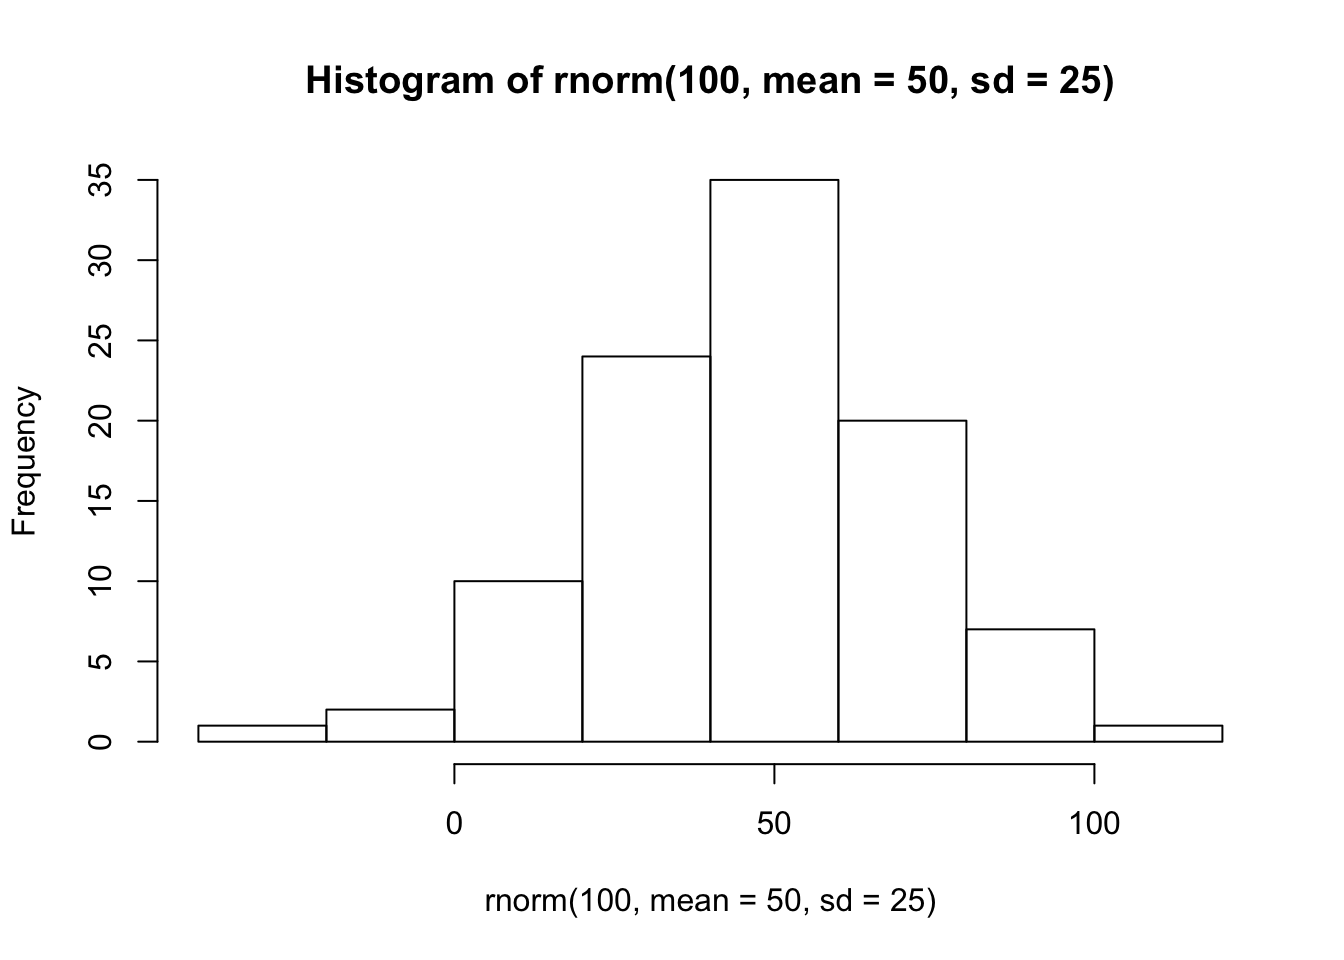 Histogram of rnorm(100, mean = 50, sd = 25)
Frequency
35
30
25
20
15
10
5
0
0 50 100
rnorm(100, mean = 50, sd = 25)